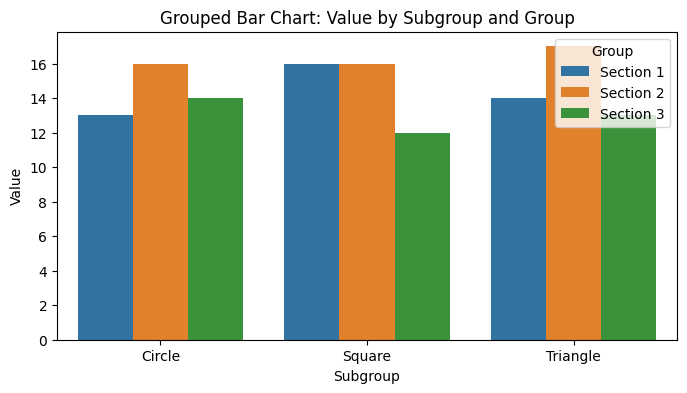 Grouped Bar Chart: Value by Subgroup and Group
Value
16
14
12
10
8
6
4
2
0
Group
Section 1
Section 2
Section 3
Circle
Square
Triangle
Subgroup